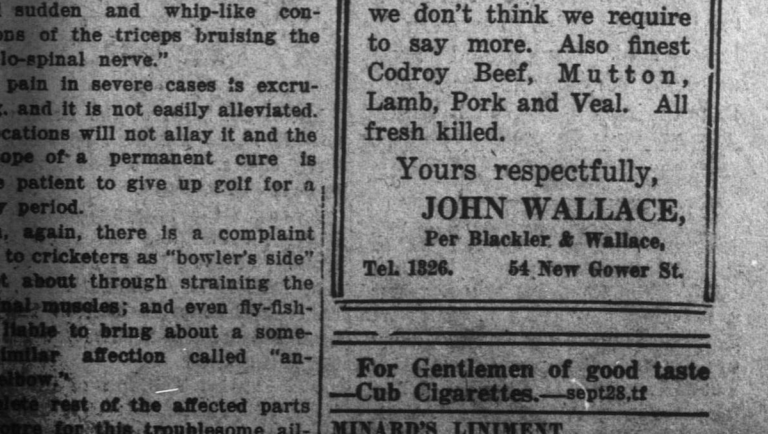 sudden and whip-like con-
of the triceps bruising the
nerve."
pain in severe cases is excru-
and it is not easily alleviated.
will not allay it and the
of a permanent cure is
patient to give up golf for a
period.
again, there is a complaint
to cricketers as "bowler's side"
about through straining the
muscles; and even fly-fish-
liable to bring about a some-
affection called "an-
rest of the affected parts
for this troublesome ail-
we don't think we require
to say more. Also finest
Codroy Beef, Mutton,
Lamb, Pork and Veal. All
fresh killed.
Yours respectfully,
JOHN WALLACE,
Per Blackler & Wallace,
Tel. 1326. 54 New Gower St.
For Gentlemen of good taste
—Cub Cigarettes.—sept28,tf
MINARD'S LINIMENT